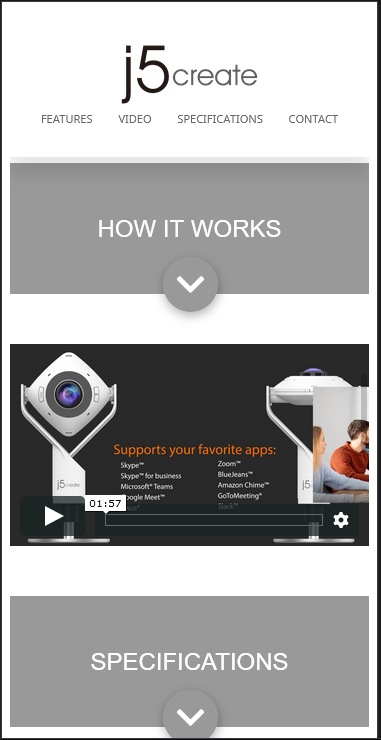 j5create
FEATURES VIDEO SPECIFICATIONS CONTACT
HOW IT WORKS
Supports your favorite apps:
Skype™
Skype™ for business
Microsoft® Teams
Google Meet™
Zoom™
BlueJeans™
Amazon Chime™
GoToMeeting®
Slack™
j5create
j5create
01:57
SPECIFICATIONS